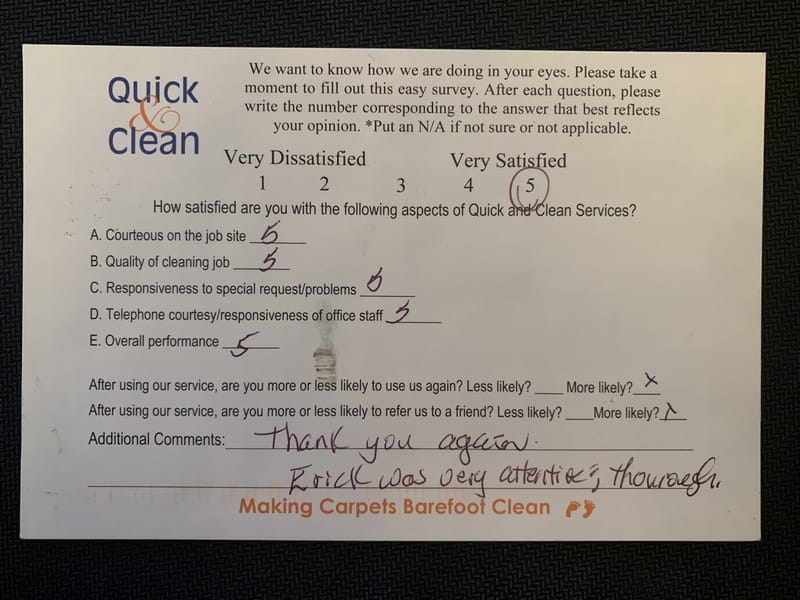 Quick
&
Clean
We want to know how we are doing in your eyes. Please take a
moment to fill out this easy survey. After each question, please
write the number corresponding to the answer that best reflects
your opinion. *Put an N/A if not sure or not applicable.
Very Dissatisfied Very Satisfied
1 2 3 4 5
How satisfied are you with the following aspects of Quick and Clean Services?
A. Courteous on the job site 5
B. Quality of cleaning job 5
C. Responsiveness to special request/problems 5
D. Telephone courtesy/responsiveness of office staff 5
E. Overall performance 5
After using our service, are you more or less likely to use us again? Less likely? ____ More likely? x
After using our service, are you more or less likely to refer us to a friend? Less likely? ____ More likely? x
Additional Comments: Thank you again.
Erick was very attentive & thourough.
Making Carpets Barefoot Clean